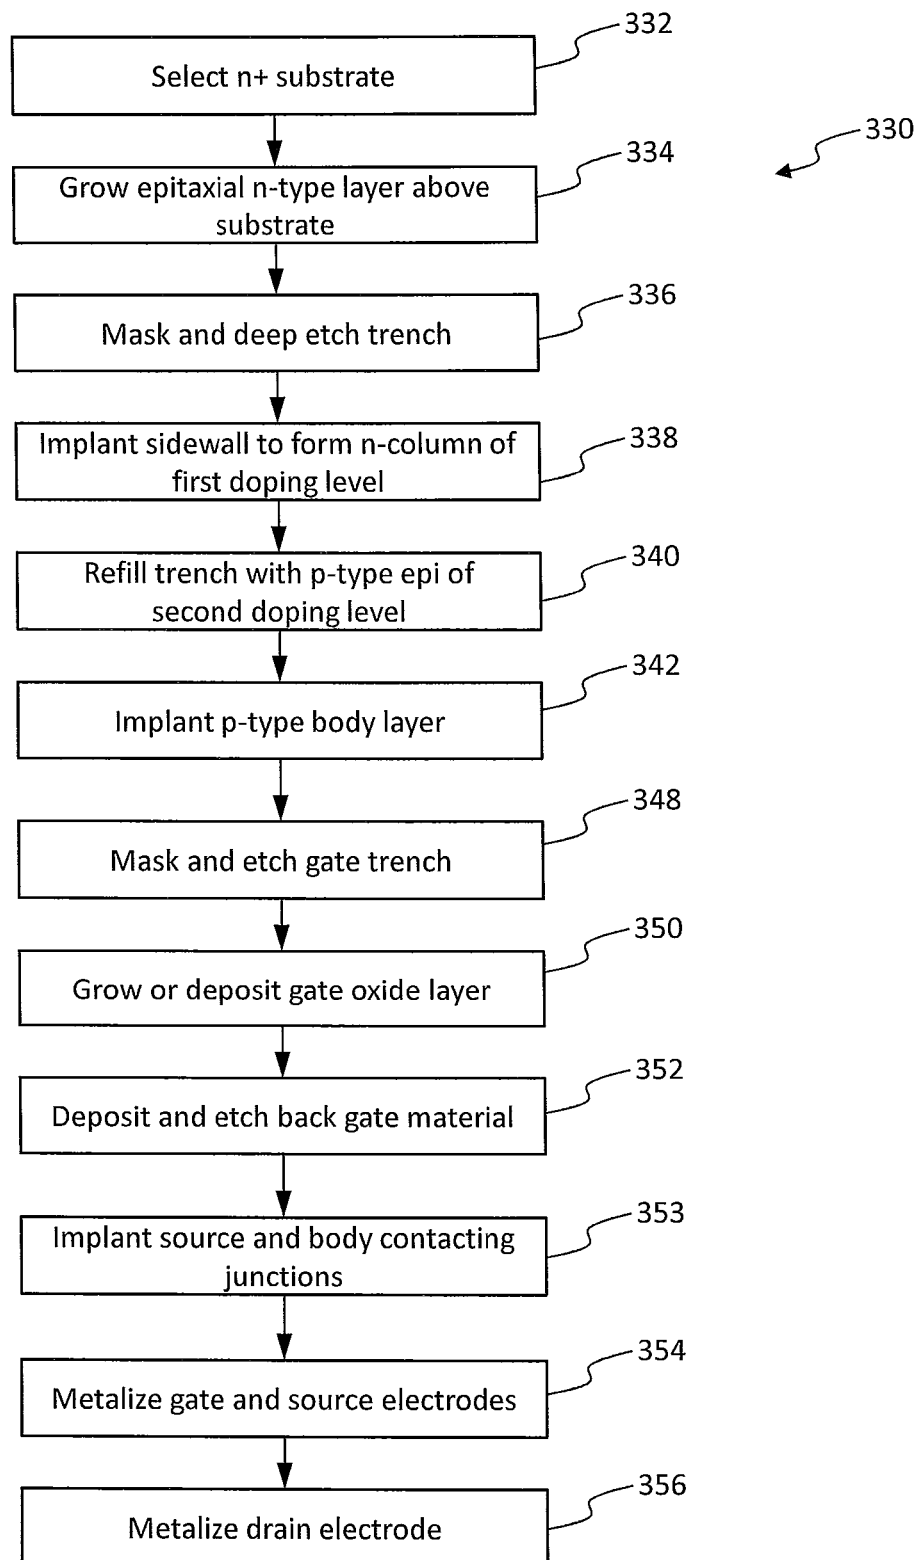 332
Select n+ substrate
330
334
Grow epitaxial n-type layer above
substrate
336
Mask and deep etch trench
338
Implant sidewall to form n-column of
first doping level
340
Refill trench with p-type epi of
second doping level
342
Implant p-type body layer
348
Mask and etch gate trench
350
Grow or deposit gate oxide layer
352
Deposit and etch back gate material
353
Implant source and body contacting
junctions
354
Metalize gate and source electrodes
356
Metalize drain electrode